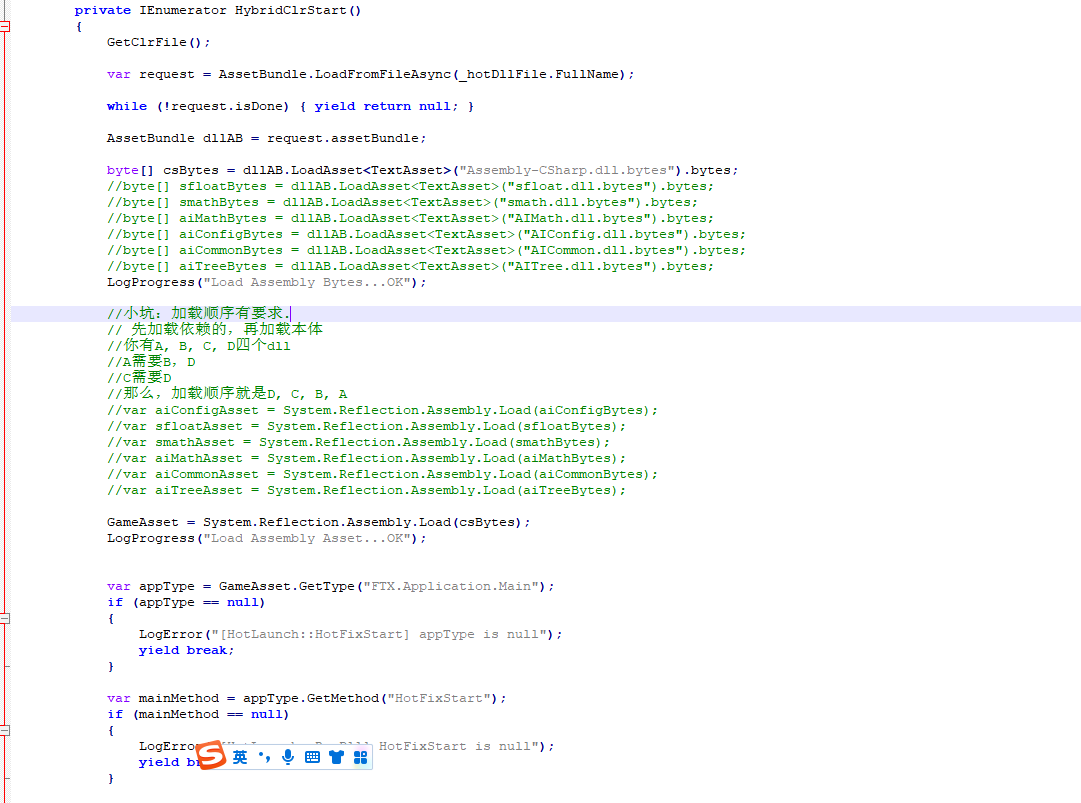 private IEnumerator HybridClrStart()
{
GetClrFile();
var request = AssetBundle.LoadFromFileAsync(_hotDllFile.FullName);
while (!request.isDone) { yield return null; }
AssetBundle dllAB = request.assetBundle;
byte[] csBytes = dllAB.LoadAsset<TextAsset>("Assembly-CSharp.dll.bytes").bytes;
//byte[] sfloatBytes = dllAB.LoadAsset<TextAsset>("sfloat.dll.bytes").bytes;
//byte[] smathBytes = dllAB.LoadAsset<TextAsset>("smath.dll.bytes").bytes;
//byte[] aiMathBytes = dllAB.LoadAsset<TextAsset>("AIMath.dll.bytes").bytes;
//byte[] aiConfigBytes = dllAB.LoadAsset<TextAsset>("AIConfig.dll.bytes").bytes;
//byte[] aiCommonBytes = dllAB.LoadAsset<TextAsset>("AICommon.dll.bytes").bytes;
//byte[] aiTreeBytes = dllAB.LoadAsset<TextAsset>("AITree.dll.bytes").bytes;
LogProgress("Load Assembly Bytes...OK");
//小坑：加载顺序有要求.
// 先加载依赖的，再加载本体
//你有A, B, C, D四个dll
//A需要B，D
//C需要D
//那么，加载顺序就是D, C, B, A
//var aiConfigAsset = System.Reflection.Assembly.Load(aiConfigBytes);
//var sfloatAsset = System.Reflection.Assembly.Load(sfloatBytes);
//var smathAsset = System.Reflection.Assembly.Load(smathBytes);
//var aiMathAsset = System.Reflection.Assembly.Load(aiMathBytes);
//var aiCommonAsset = System.Reflection.Assembly.Load(aiCommonBytes);
//var aiTreeAsset = System.Reflection.Assembly.Load(aiTreeBytes);
GameAsset = System.Reflection.Assembly.Load(csBytes);
LogProgress("Load Assembly Asset...OK");
var appType = GameAsset.GetType("FTX.Application.Main");
if (appType == null)
{
LogError("[HotLaunch::HotFixStart] appType is null");
yield break;
}
var mainMethod = appType.GetMethod("HotFixStart");
if (mainMethod == null)
{
HotFixStart is null");
yield
英
}